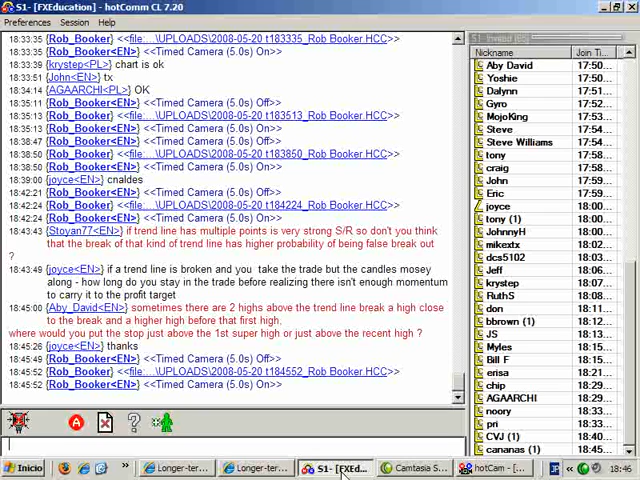 S1- [FXEducation] - hotComm CL 7.20
Preferences Session Help
18:33:35 {Rob_Booker} <<file:...\UPLOADS\2008-05-20 t183335_Rob Booker.HCC>>
18:33:35 {Rob_Booker<EN>} <<Timed Camera (5.0s) On>>
18:33:39 {krystep<PL>} chart is ok
18:33:51 {John<EN>} tx
18:34:14 {AGAARCHI<PL>} OK
18:35:11 {Rob_Booker<EN>} <<Timed Camera (5.0s) Off>>
18:35:13 {Rob_Booker<EN>} <<file:...\UPLOADS\2008-05-20 t183513_Rob Booker.HCC>>
18:35:13 {Rob_Booker<EN>} <<Timed Camera (5.0s) On>>
18:38:47 {Rob_Booker<EN>} <<Timed Camera (5.0s) Off>>
18:38:50 {Rob_Booker<EN>} <<file:...\UPLOADS\2008-05-20 t183850_Rob Booker.HCC>>
18:39:00 {joyce<EN>} cnaldes
18:42:21 {Rob_Booker<EN>} <<Timed Camera (5.0s) Off>>
18:42:24 {Rob_Booker<EN>} <<file:...\UPLOADS\2008-05-20 t184224_Rob Booker.HCC>>
18:42:24 {Rob_Booker<EN>} <<Timed Camera (5.0s) On>>
18:43:43 {Stoyan77<EN>} if trend line has multiple points is very strong S/R so don't you think
that the break of that kind of trend line has higher probability of being false break out
?
18:43:49 {joyce<EN>} if a trend line is broken and you take the trade but the candles mosey
along - how long do you stay in the trade before realizing there isn't enough momentum
to carry it to the profit target
18:45:00 {Aby_David<EN>} sometimes there are 2 highs above the trend line break a high close
to the break and a higher high before that first high,
where would you put the stop just above the 1st super high or just above the recent high ?
18:45:26 {joyce<EN>} thanks
18:45:49 {Rob_Booker<EN>} <<Timed Camera (5.0s) Off>>
18:45:52 {Rob_Booker<EN>} <<file:...\UPLOADS\2008-05-20 t184552_Rob Booker.HCC>>
18:45:52 {Rob_Booker<EN>} <<Timed Camera (5.0s) On>>
Nickname Join Ti...
Aby David 17:50...
Yoshie 17:52...
Dalynn 17:52...
Gyro 17:52...
MojoKing 17:53...
Steve 17:54...
Steve Williams 17:54...
tony 17:58...
craig 17:58...
John 17:59...
Eric 17:59...
joyce 18:00...
tony (1) 18:00...
JohnnyH 18:00...
mikextx 18:02...
dcs5102 18:03...
Jeff 18:06...
krystep 18:07...
RuthS 18:07...
don 18:09...
bbrown (1) 18:12...
JS 18:13...
Myles 18:22...
Bill F 18:23...
erisa 18:26...
chip 18:29...
AGAARCHI 18:29...
noory 18:33...
pri 18:33...
CVJ (1) 18:34...
cananas (1) 18:40...
Inicio
Longer-ter...
Longer-ter...
S1- [FXEd...
Camtasia S...
hotCam - [...
JP
18:46